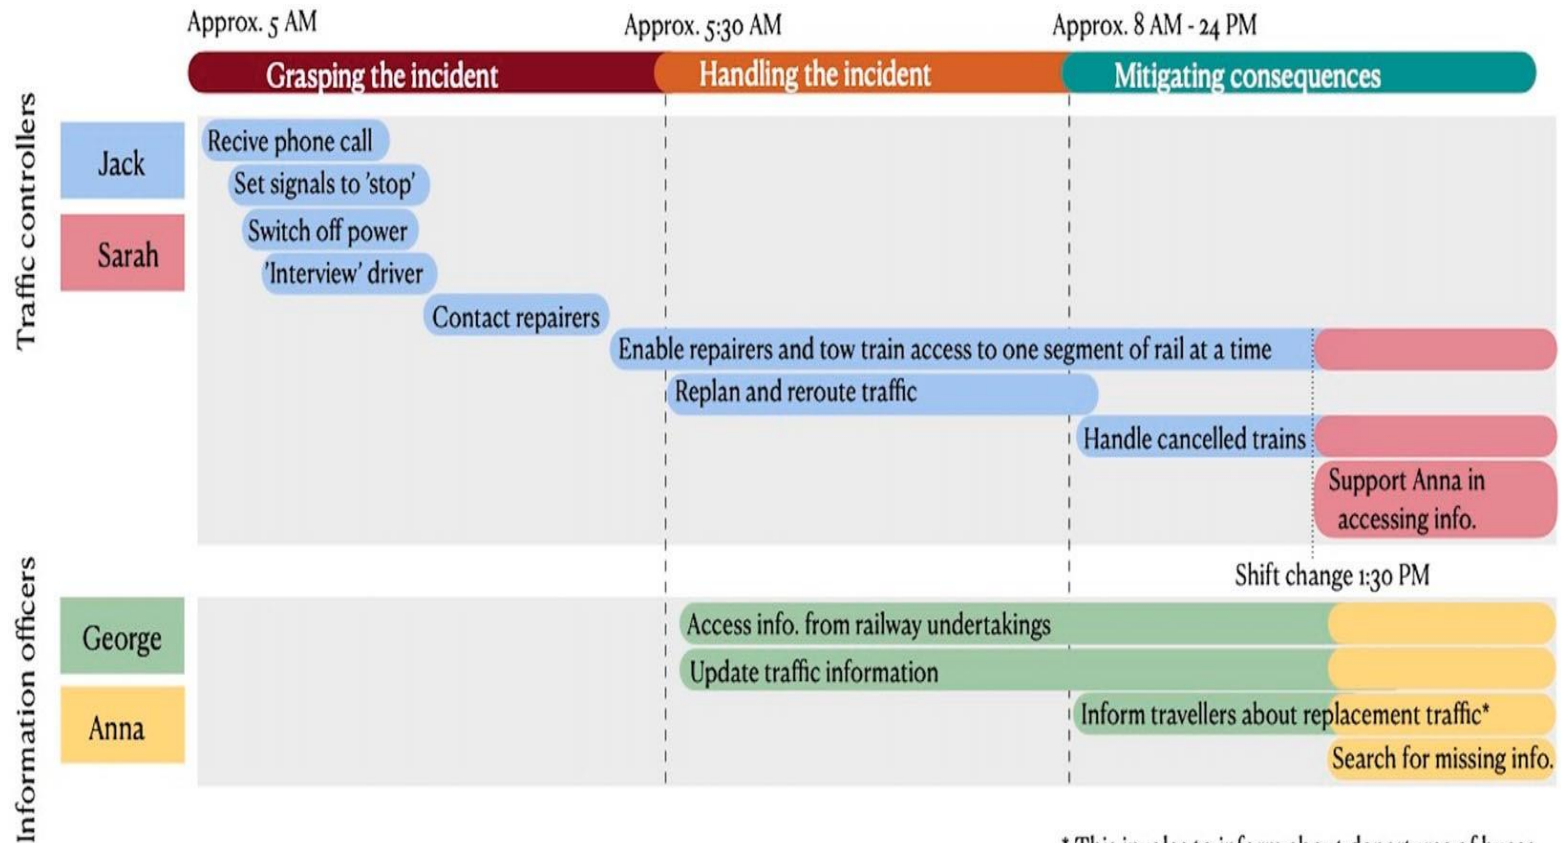 Approx. 5 AM
Approx. 5:30 AM
Approx. 8 AM - 24 PM
Grasping the incident
Handling the incident
Mitigating consequences
Traffic controllers
Jack
Sarah
Recive phone call
Set signals to 'stop'
Switch off power
'Interview' driver
Contact repairers
Enable repairers and tow train access to one segment of rail at a time
Replan and reroute traffic
Handle cancelled trains
Support Anna in
accessing info.
Shift change 1:30 PM
Information officers
George
Anna
Access info. from railway undertakings
Update traffic information
Inform travellers about replacement traffic*
Search for missing info.